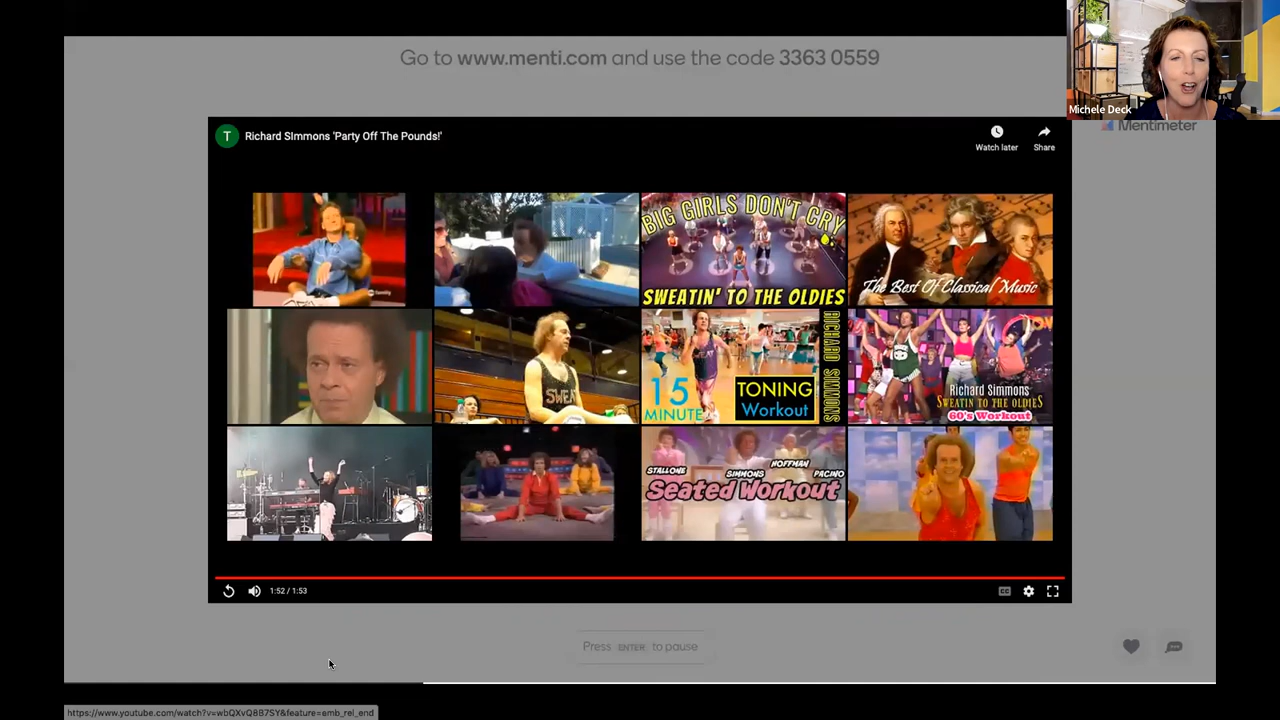 Go to www.menti.com and use the code 3363 0559
Michele Deck
Mentimeter
T
Richard SImmons 'Party Off The Pounds!'
Watch later
Share
BIG GIRLS DON'T CRY
SWEATIN' TO THE OLDIES
The Best Of Classical Music
SWEAT
15
MINUTE
TONING
Workout
RICHARD SIMMONS
Richard Simmons
SWEATIN TO THE OLDIES
60's Workout
STALLONE
SIMMONS
HOFFMAN
PACINO
Seated Workout
1:52 / 1:53
CC
Press ENTER to pause
https://www.youtube.com/watch?v=wbQXvQ8B7SY&feature=emb_rel_end